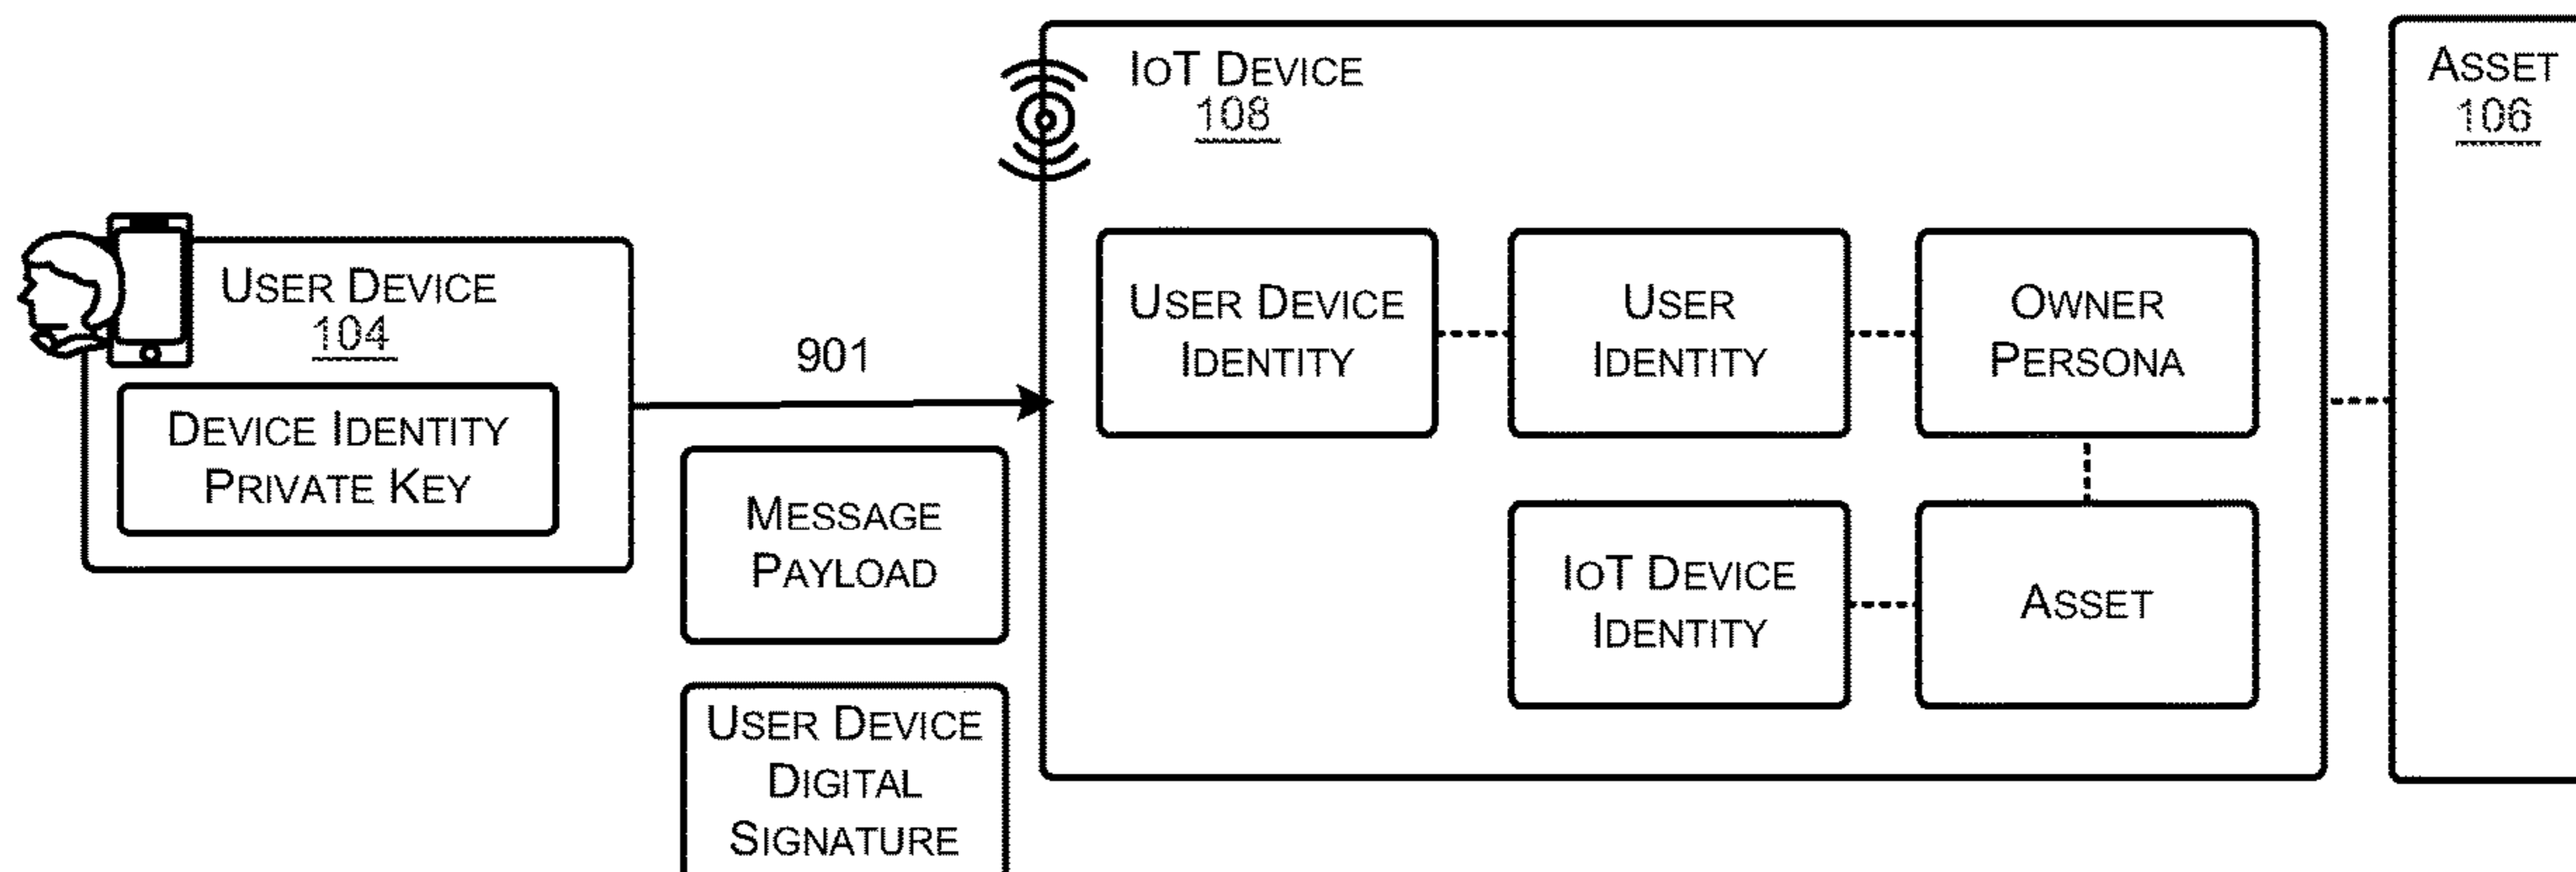 IoT Device
108
Asset
106
User Device
104
Device Identity
Private Key
901
Message
Payload
User Device
Digital
Signature
User Device
Identity
User
Identity
Owner
Persona
IoT Device
Identity
Asset